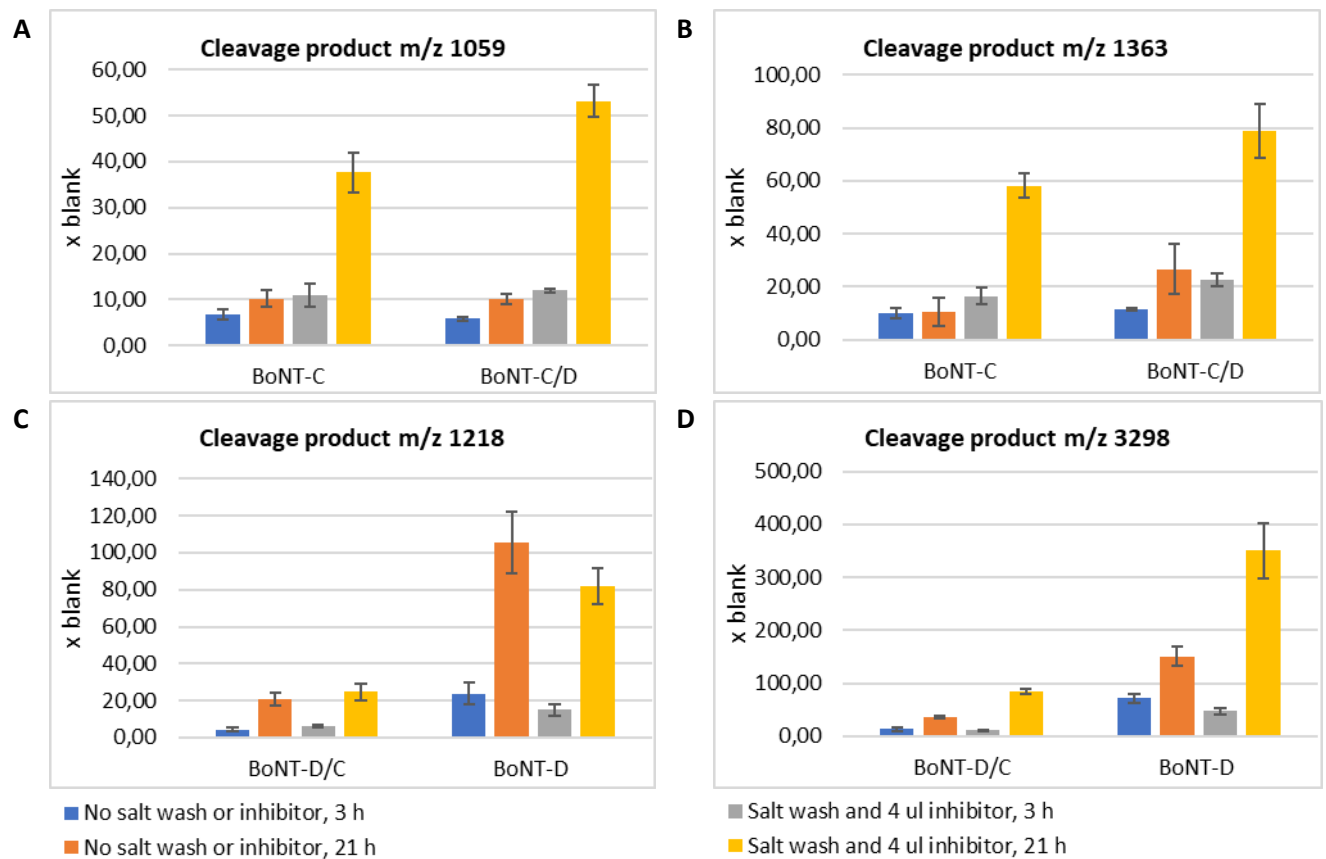 A
Cleavage product m/z 1059
60,00
50,00
40,00
30,00
20,00
10,00
0,00
x blank
BoNT-C BoNT-C/D
B
Cleavage product m/z 1363
100,00
80,00
60,00
40,00
20,00
0,00
x blank
BoNT-C BoNT-C/D
C
Cleavage product m/z 1218
140,00
120,00
100,00
80,00
60,00
40,00
20,00
0,00
x blank
BoNT-D/C BoNT-D
D
Cleavage product m/z 3298
500,00
400,00
300,00
200,00
100,00
0,00
x blank
BoNT-D/C BoNT-D
No salt wash or inhibitor, 3 h
No salt wash or inhibitor, 21 h
Salt wash and 4 ul inhibitor, 3 h
Salt wash and 4 ul inhibitor, 21 h